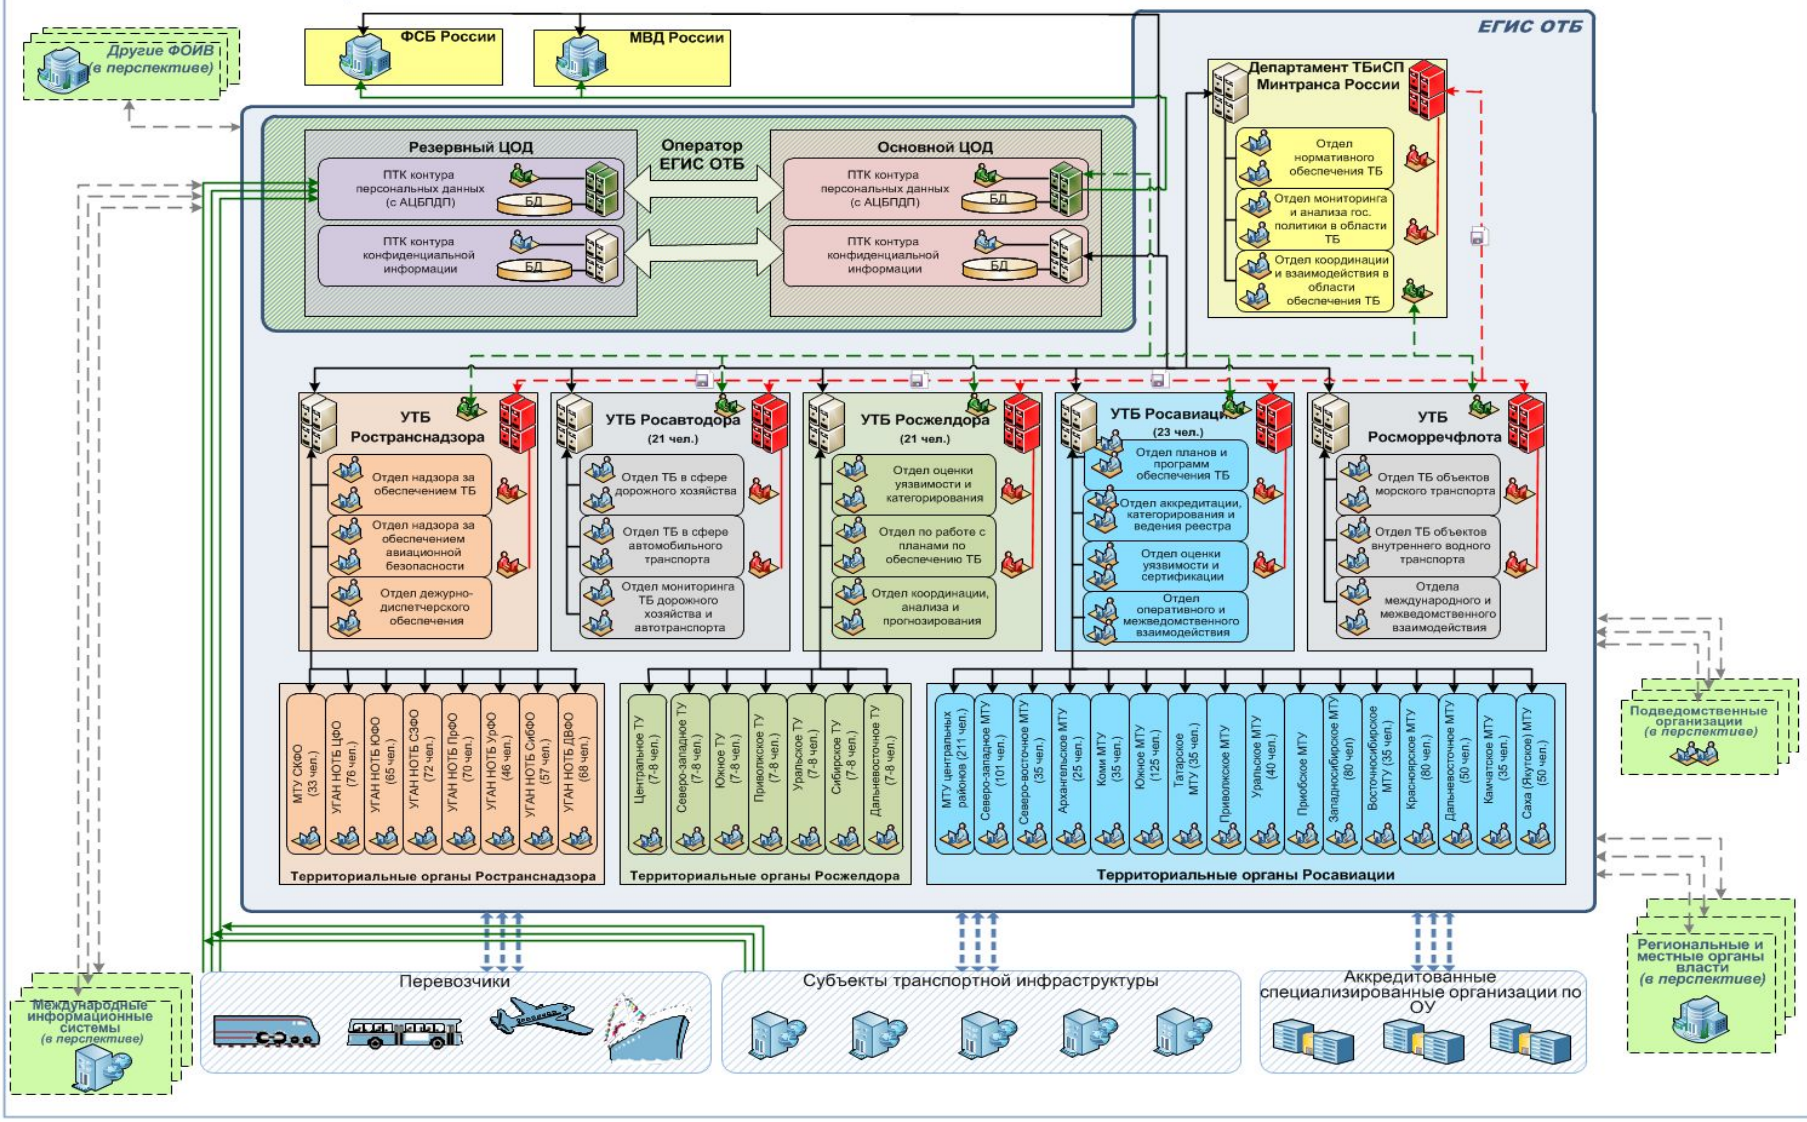 ЕГИС ОТБ
Другие ФОИВ
(в перспективе)
ФСБ России
МВД России
Департамент ТБиСП
Минтранса России
Отдел
нормативного
обеспечения ТБ
Отдел мониторинга
и анализа гос.
политики в области
ТБ
Отдел координации
и взаимодействия в
области
обеспечения ТБ
Резервный ЦОД
ПТК контура
персональных данных
(с АЦБПДП)
БД
ПТК контура
конфиденциальной
информации
БД
Оператор
ЕГИС ОТБ
Основной ЦОД
ПТК контура
персональных данных
(с АЦБПДП)
БД
ПТК контура
конфиденциальной
информации
БД
УТБ
Ространснадзора
Отдел надзора за
обеспечением ТБ
Отдел надзора за
обеспечением
авиационной
безопасности
Отдел дежурно-
диспетчерского
обеспечения
УТБ Росавтодора
(21 чел.)
Отдел ТБ в сфере
дорожного хозяйства
Отдел ТБ в сфере
автомобильного
транспорта
Отдел мониторинга
ТБ дорожного
хозяйства и
автотранспорта
УТБ Росжелдора
(21 чел.)
Отдел оценки
уязвимости и
категорирования
Отдел по работе с
планами по
обеспечению ТБ
Отдел координации,
анализа и
прогнозирования
УТБ Росавиации
(23 чел.)
Отдел планов и
программ
обеспечения ТБ
Отдел аккредитации,
категорирования и
ведения реестра
Отдел оценки
уязвимости и
сертификации
Отдел
оперативного и
межведомственного
взаимодействия
УТБ
Росморречфлота
Отдел ТБ объектов
морского транспорта
Отдел ТБ объектов
внутреннего водного
транспорта
Отдела
международного и
межведомственного
взаимодействия
МТУ СКФО
(33 чел.)
УГАН НОТБ ЦФО
(76 чел.)
УГАН НОТБ ЮФО
(65 чел.)
УГАН НОТБ СЗФО
(72 чел.)
УГАН НОТБ ПрФО
(70 чел.)
УГАН НОТБ УрФО
(46 чел.)
УГАН НОТБ СибФО
(57 чел.)
УГАН НОТБ ДВФО
(68 чел.)
Территориальные органы Ространснадзора
Центральное ТУ
(7-8 чел.)
Северо-западное ТУ
(7-8 чел.)
Южное ТУ
(7-8 чел.)
Приволжское ТУ
(7-8 чел.)
Уральское ТУ
(7-8 чел.)
Сибирское ТУ
(7-8 чел.)
Дальневосточное ТУ
(7-8 чел.)
Территориальные органы Росжелдора
МТУ центральных
районов (211 чел.)
Северо-западное МТУ
(101 чел.)
Северо-восточное МТУ
(35 чел.)
Архангельское МТУ
(25 чел.)
Коми МТУ
(35 чел.)
Южное МТУ
(125 чел.)
Татарское
МТУ (35 чел.)
Приволжское МТУ
Уральское МТУ
(40 чел.)
Приобское МТУ
Западносибирское МТУ
(80 чел)
Восточносибирское
МТУ (35 чел.)
Красноярское МТУ
(80 чел.)
Дальневосточное МТУ
(50 чел.)
Камчатское МТУ
(35 чел.)
Саха (Якутское) МТУ
(50 чел.)
Территориальные органы Росавиации
Подведомственные
организации
(в перспективе)
Региональные и
местные органы
власти
(в перспективе)
Международные
информационные
системы
(в перспективе)
Перевозчики
Субъекты транспортной инфраструктуры
Аккредитованные
специализированные организации по
ОУ